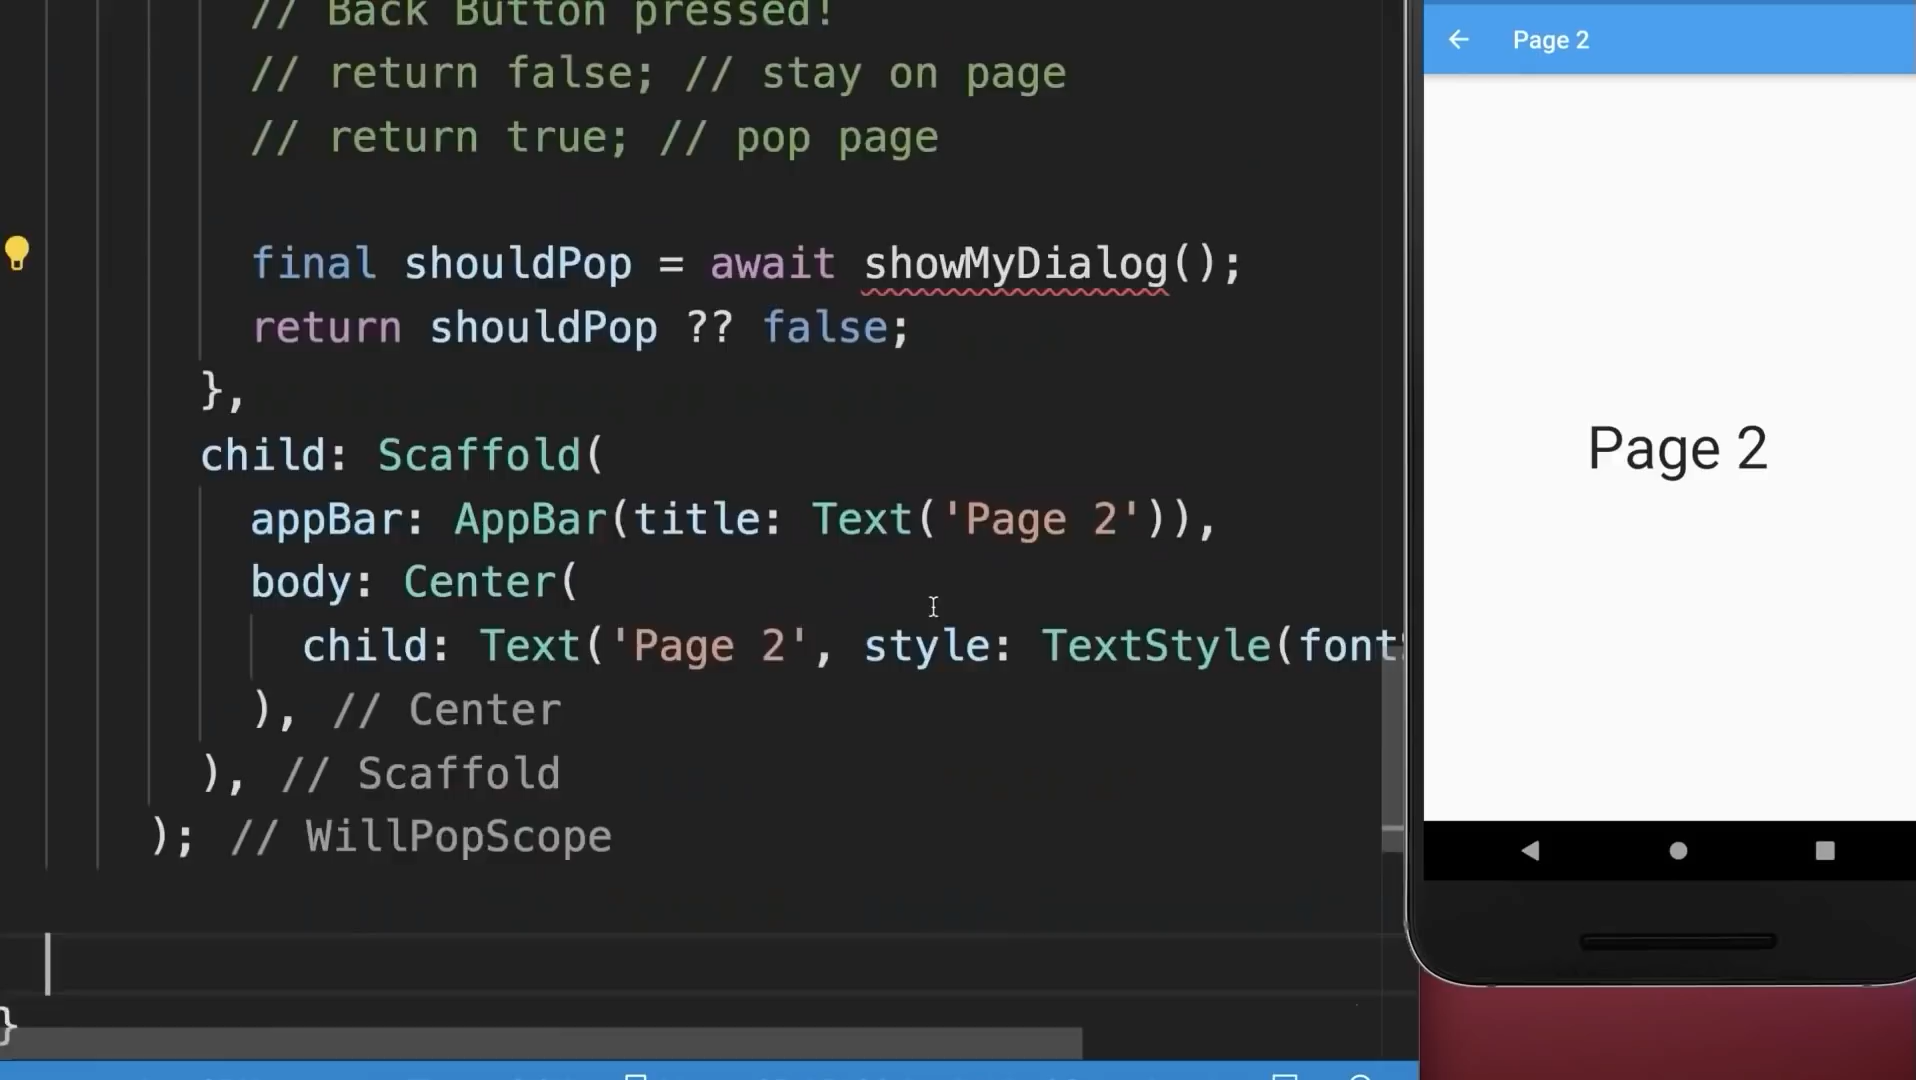 // Back Button pressed!
// return false; // stay on page
// return true; // pop page
final shouldPop = await showMyDialog();
return shouldPop ?? false;
},
child: Scaffold(
appBar: AppBar(title: Text('Page 2')),
body: Center(
child: Text('Page 2', style: TextStyle(font
), // Center
), // Scaffold
); // WillPopScope
}
Page 2
Page 2